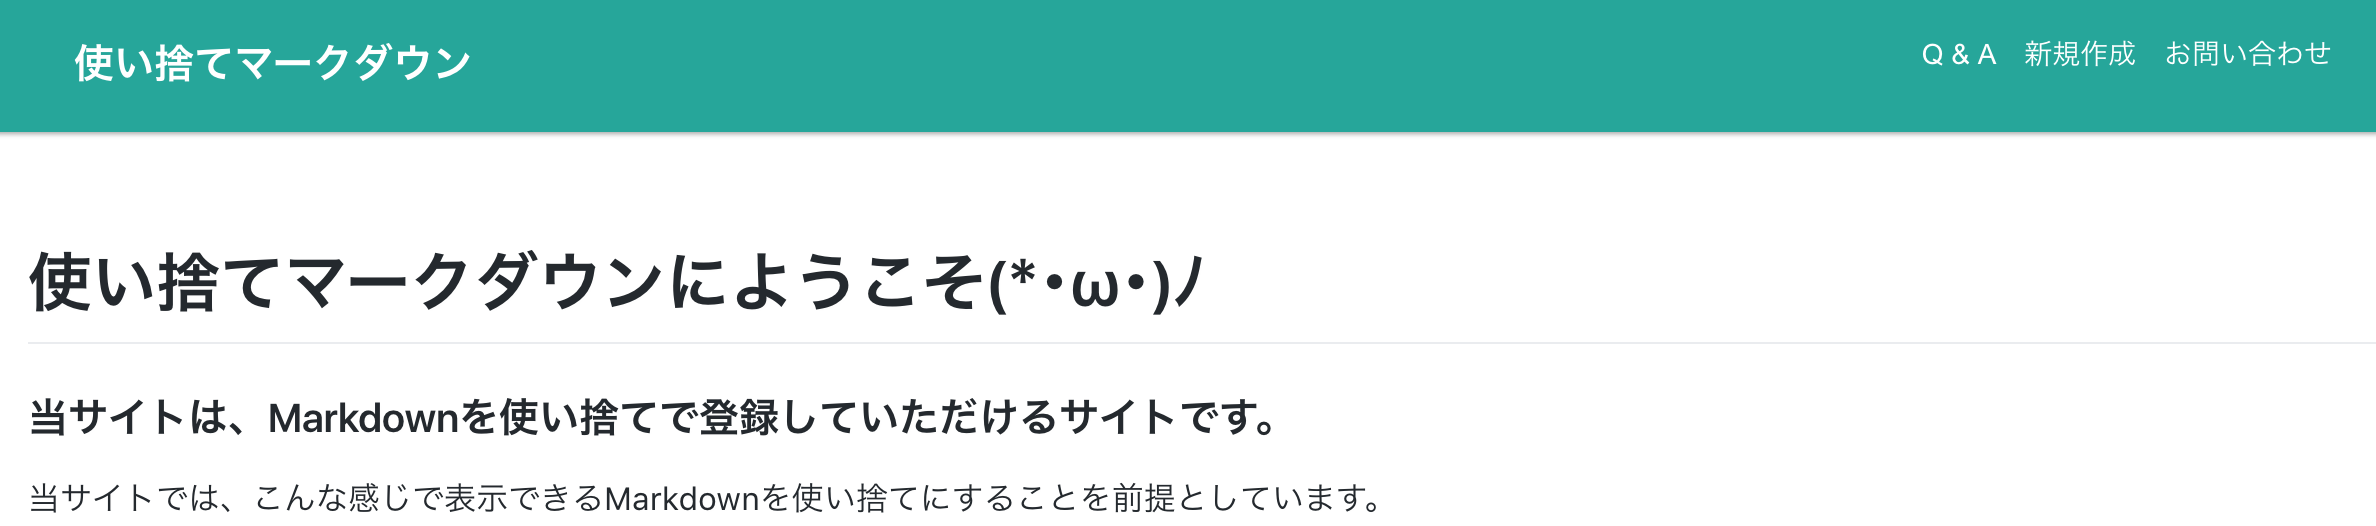 使い捨てマークダウン
Q & A 新規作成 お問い合わせ
使い捨てマークダウンにようこそ(*･ω･)ﾉ
当サイトは、Markdownを使い捨てで登録していただけるサイトです。
当サイトでは、こんな感じで表示できるMarkdownを使い捨てにすることを前提としています。